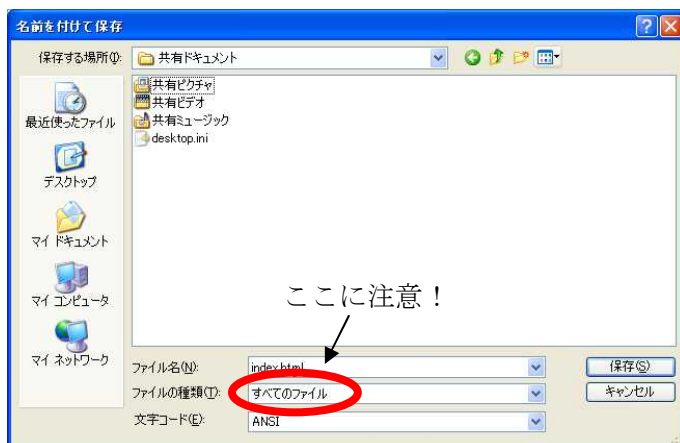 名前を付けて保存
保存する場所(I):
共有ドキュメント
共有ピクチャ
共有ビデオ
共有ミュージック
desktop.ini
最近使ったファイル
デスクトップ
マイ ドキュメント
マイ コンピュータ
マイ ネットワーク
ここに注意！
ファイル名(N):
index.html
保存(S)
ファイルの種類(T):
すべてのファイル
キャンセル
文字コード(E):
ANSI